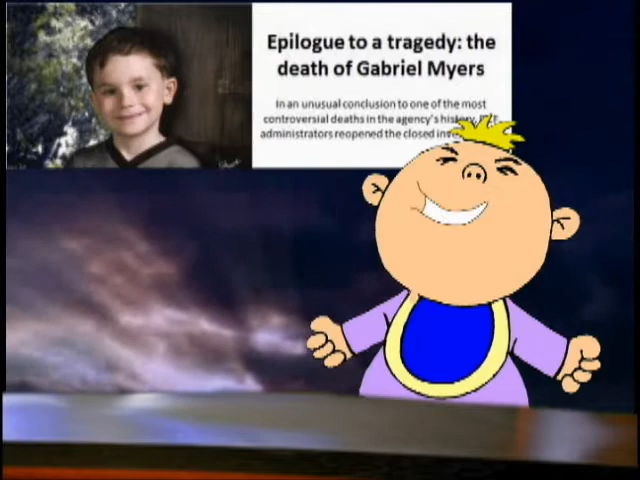 Epilogue to a tragedy: the
death of Gabriel Myers
In an unusual conclusion to one of the most
controversial deaths in the agency's
administrators reopened the closed